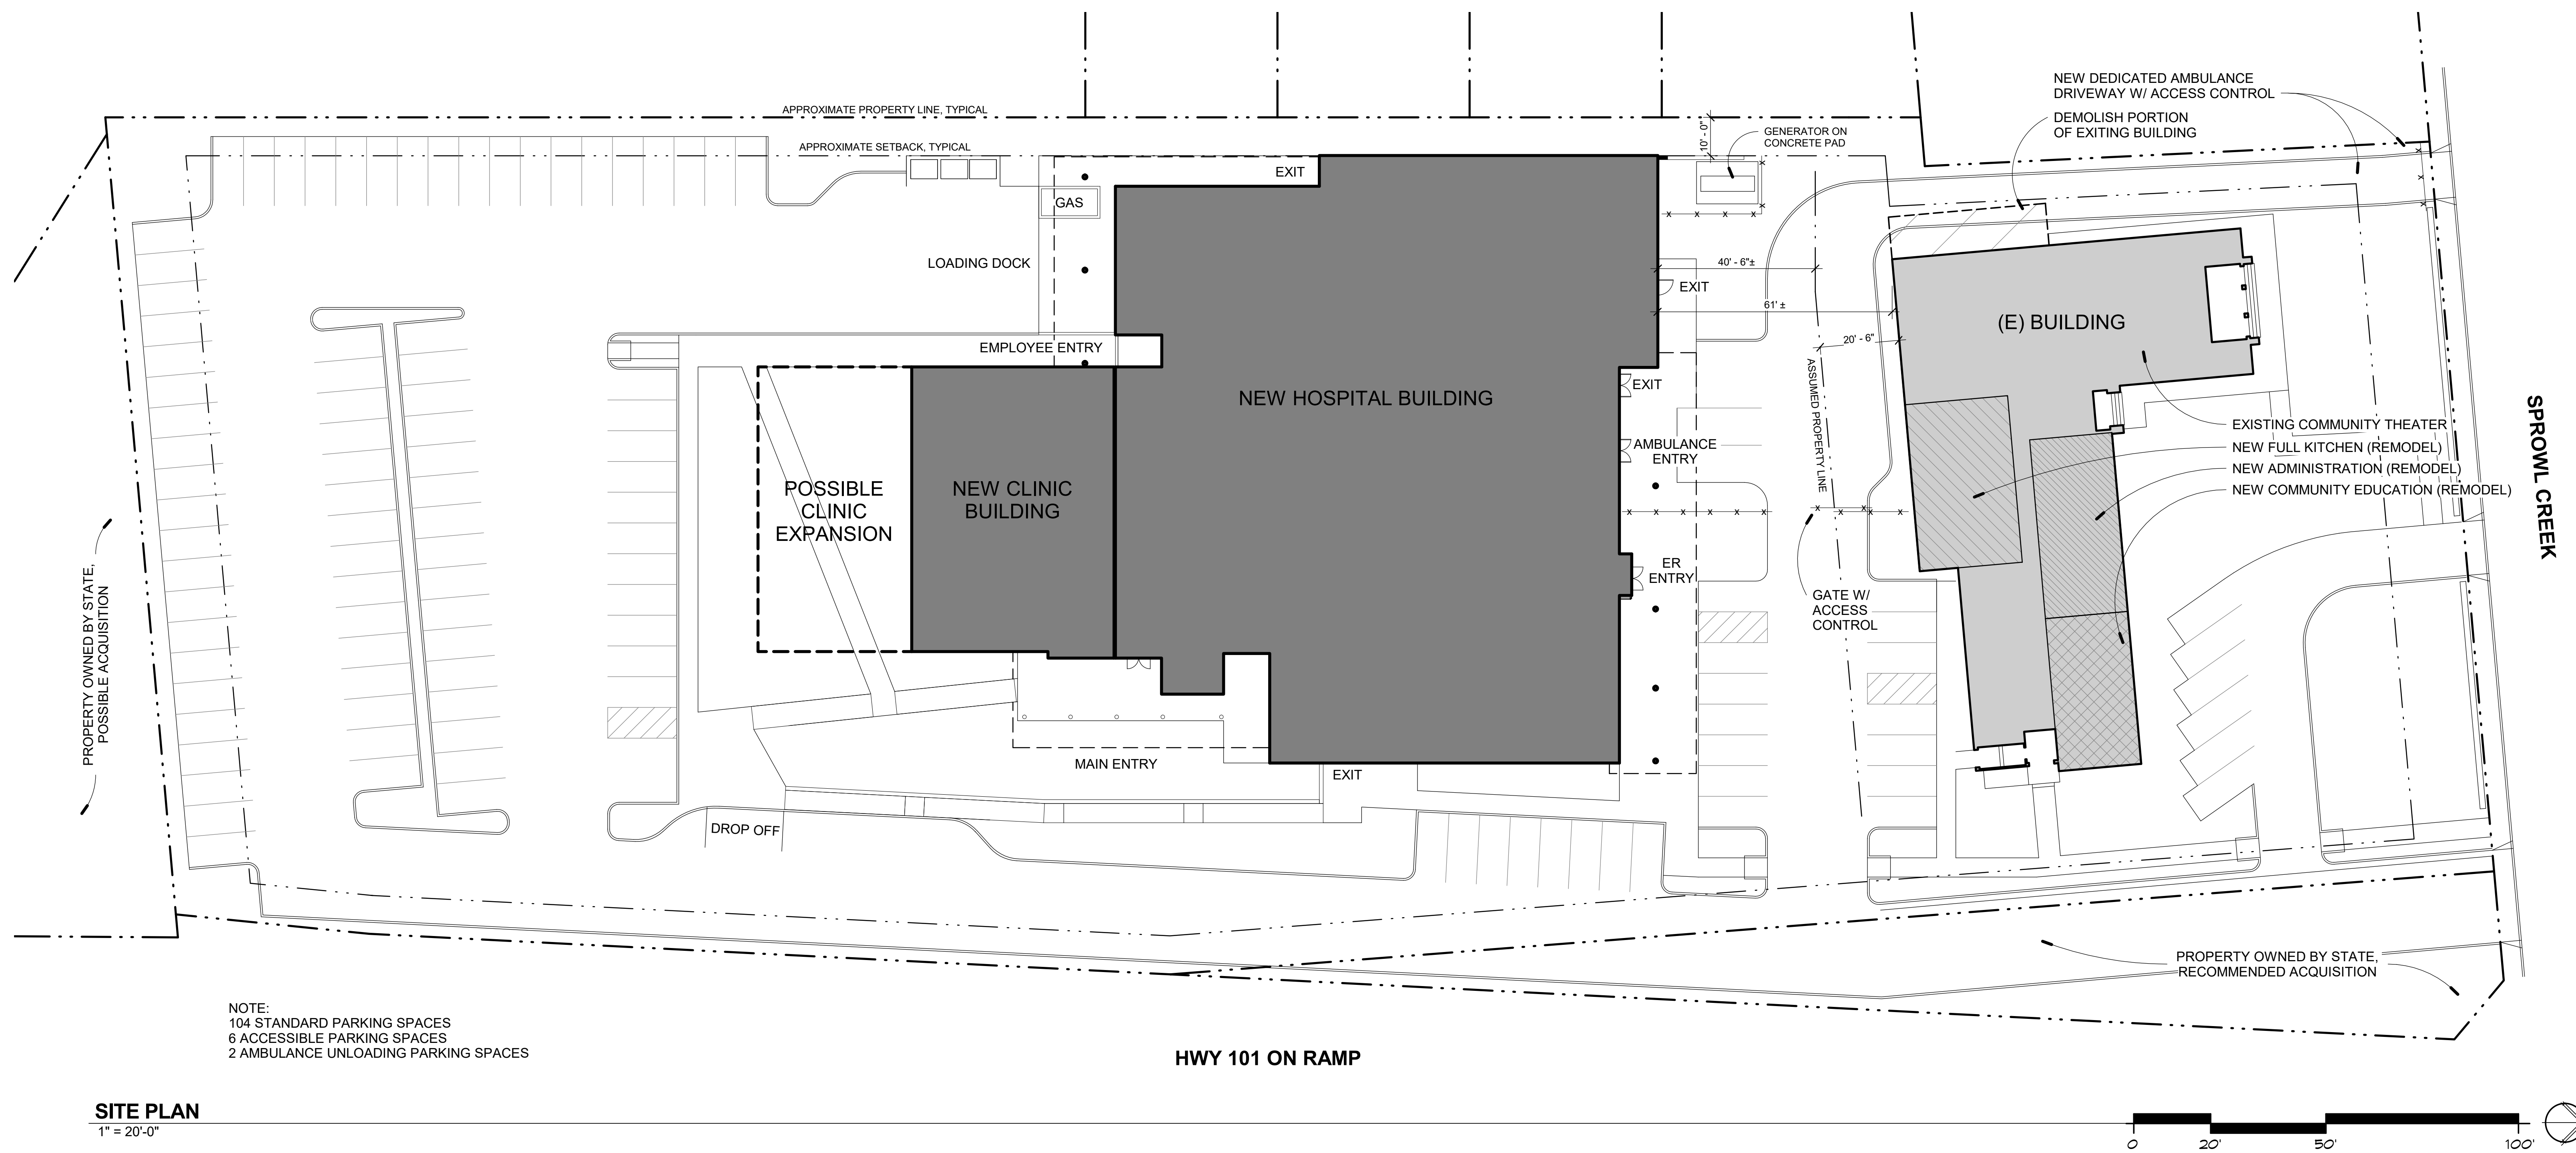 NEW DEDICATED AMBULANCE
DRIVEWAY W/ ACCESS CONTROL
DEMOLISH PORTION
OF EXITING BUILDING
APPROXIMATE PROPERTY LINE, TYPICAL
APPROXIMATE SETBACK, TYPICAL
10' - 0"
GENERATOR ON
CONCRETE PAD
EXIT
GAS
LOADING DOCK
40' - 6"±
EXIT
61' ±
20' - 6"
(E) BUILDING
EMPLOYEE ENTRY
ASSUMED PROPERTY LINE
EXIT
NEW HOSPITAL BUILDING
AMBULANCE
ENTRY
EXISTING COMMUNITY THEATER
NEW FULL KITCHEN (REMODEL)
NEW ADMINISTRATION (REMODEL)
NEW COMMUNITY EDUCATION (REMODEL)
SPROWL CREEK
POSSIBLE
CLINIC
EXPANSION
NEW CLINIC
BUILDING
ER
ENTRY
GATE W/
ACCESS
CONTROL
PROPERTY OWNED BY STATE,
POSSIBLE ACQUISITION
MAIN ENTRY
EXIT
DROP OFF
PROPERTY OWNED BY STATE,
RECOMMENDED ACQUISITION
NOTE:
104 STANDARD PARKING SPACES
6 ACCESSIBLE PARKING SPACES
2 AMBULANCE UNLOADING PARKING SPACES
HWY 101 ON RAMP
SITE PLAN
1" = 20'-0"
0 20' 50' 100'